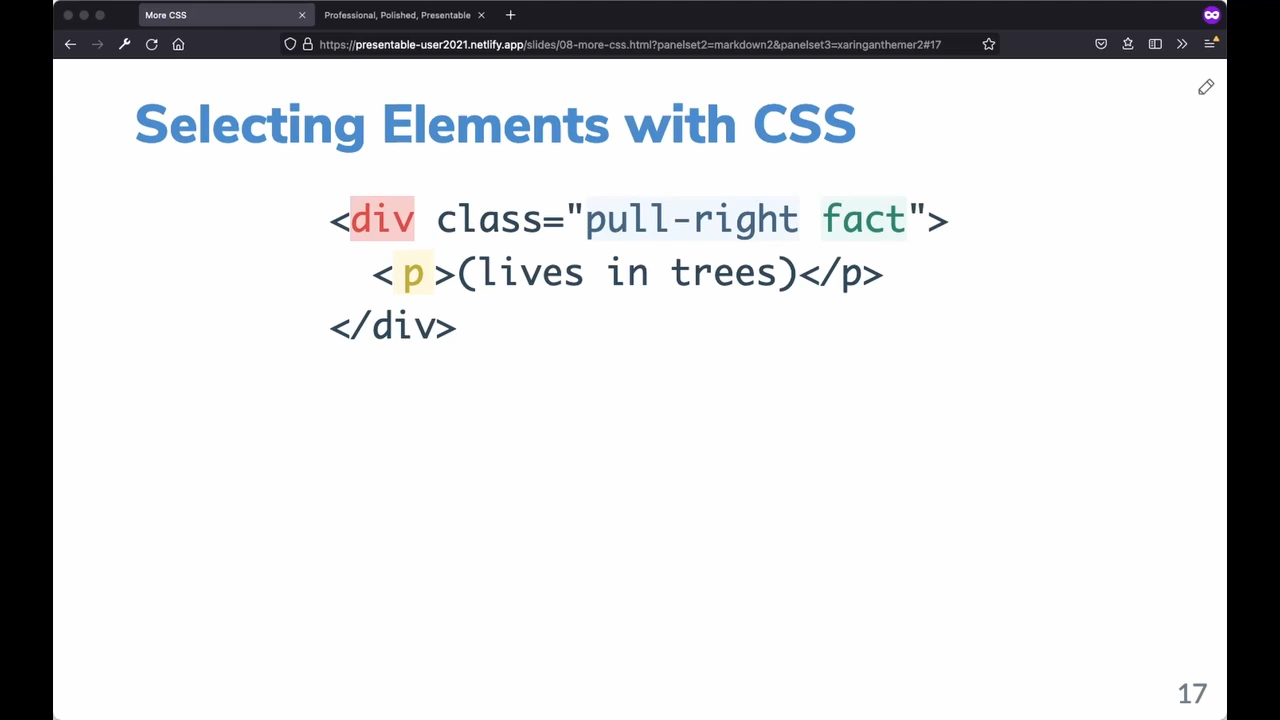 More CSS
Professional, Polished, Presentable
https://presentable-user2021.netlify.app/slides/08-more-css.html?panelset2=markdown2&panelset3=xaringanthemer2#17
Selecting Elements with CSS
<div class="pull-right fact">
<p>(lives in trees)</p>
</div>
17